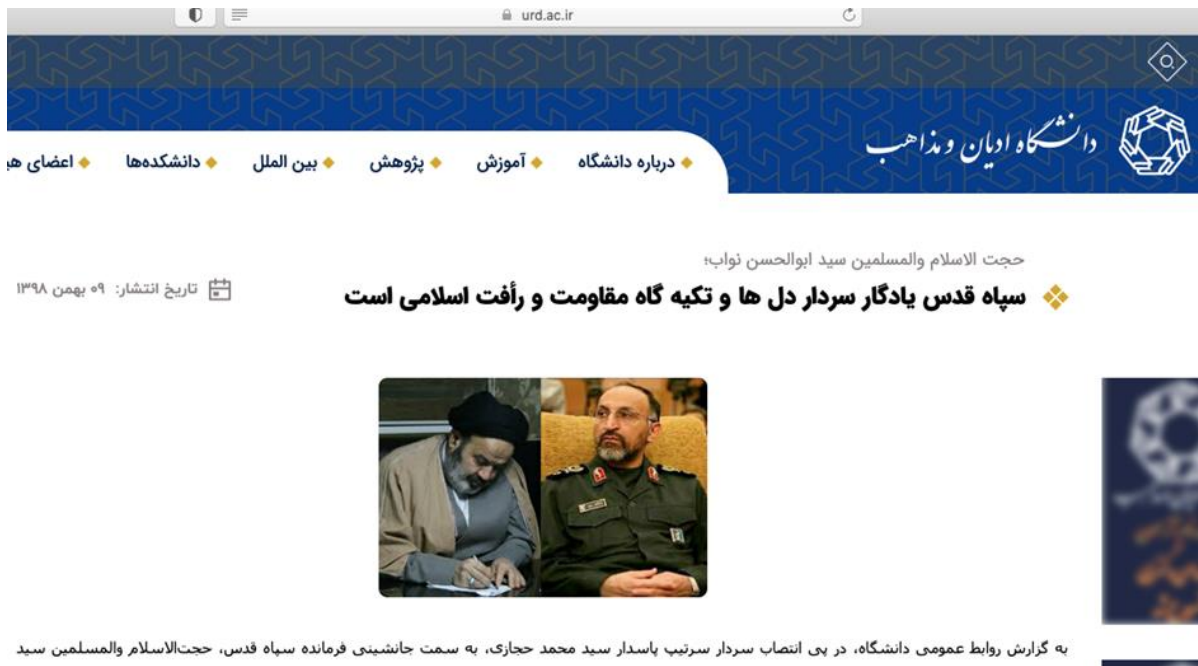 urd.ac.ir
دانشگاه ادیان و مذاهب
درباره دانشگاه
آموزش
پژوهش
بین الملل
دانشکده‌ها
اعضای هی
حجت الاسلام والمسلمین سید ابوالحسن نواب؛
سپاه قدس یادگار سردار دل ها و تکیه گاه مقاومت و رأفت اسلامی است
تاریخ انتشار: ۰۹ بهمن ۱۳۹۸
به گزارش روابط عمومی دانشگاه، در پی انتصاب سردار سرتیپ پاسدار سید محمد حجازی، به سمت جانشینی فرمانده سپاه قدس، حجت‌الاسلام والمسلمین سید